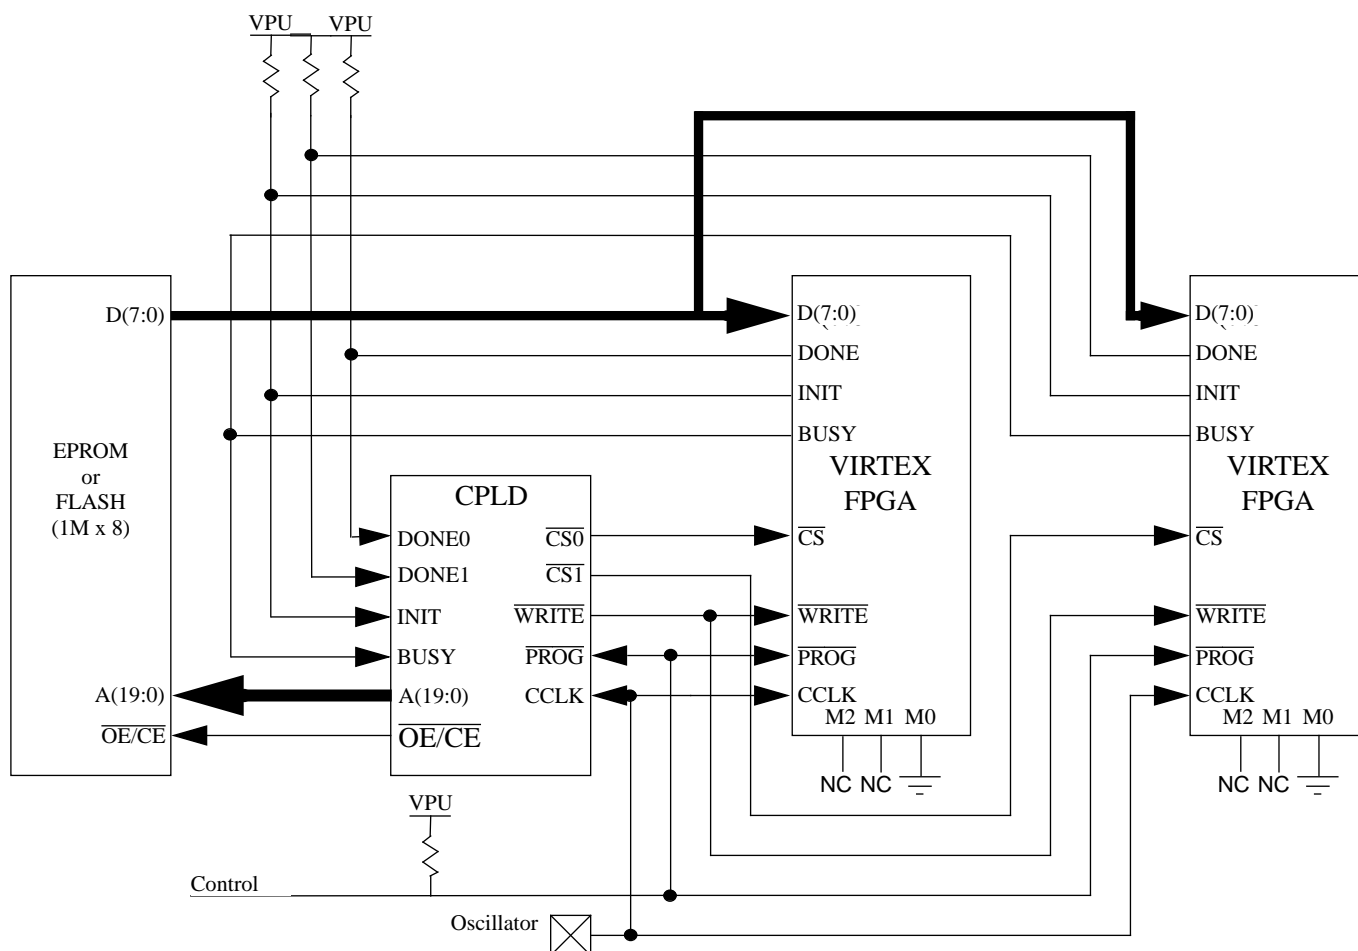 VPU VPU
D(7:0)
EPROM
or
FLASH
(1M x 8)
A(19:0)
OE/CE
CPLD
DONE0
DONE1
INIT
BUSY
A(19:0)
OE/CE
CS0
CS1
WRITE
PROG
CCLK
D(7:0)
DONE
INIT
BUSY
VIRTEX
FPGA
CS
WRITE
PROG
CCLK
M2 M1 M0
NC NC
D(7:0)
DONE
INIT
BUSY
VIRTEX
FPGA
CS
WRITE
PROG
CCLK
M2 M1 M0
NC NC
VPU
Control
Oscillator